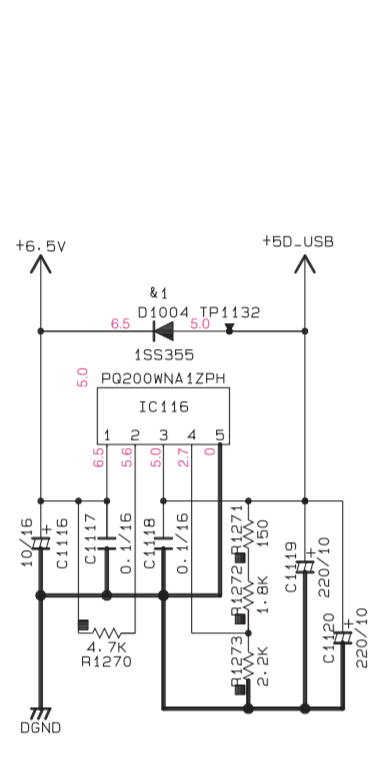 +6.5V
+5D_USB
&1
D1004 TP1132
6.5
5.0
1SS355
5.0
PQ200WNA1ZPH
IC116
1 2 3 4 5
6.5
5.6
5.0
2.7
0
10/16
C1116
C1117
0.1/16
C1118
0.1/16
R1271
150
R1272
1.8K
R1273
2.2K
C1119
220/10
C1120
220/10
4.7K
R1270
DGND